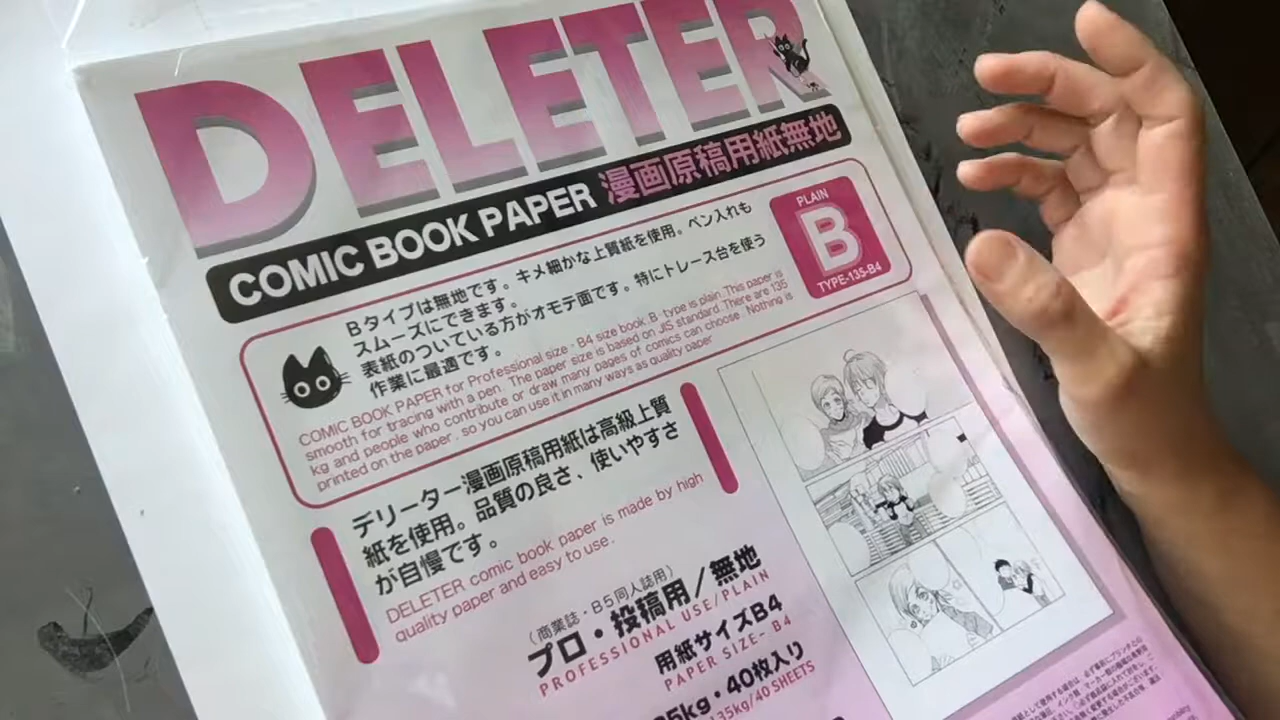 DELETER
COMIC BOOK PAPER 漫画原稿用紙無地
PLAIN
B
TYPE-135-B4
Bタイプは無地です。キメ細かな上質紙を使用。ペン入れも
スムーズにできます。
表紙のついている方がオモテ面です。特にトレース台を使う
作業に最適です。
COMIC BOOK PAPER for Professional size · B4 size book. B · type is plain. This paper is
smooth for tracing with a pen. The paper size is based on JIS standard. There are 135
kg and people who contribute or draw many pages of comics can choose. Nothing is
printed on the paper, so you can use it in many ways as quality paper
デリーター漫画原稿用紙は高級上質
紙を使用。品質の良さ、使いやすさ
が自慢です。
DELETER comic book paper is made by high
quality paper and easy to use.
(商業誌・B5同人誌用)
プロ・投稿用/無地
PROFESSIONAL USE/PLAIN
用紙サイズB4
PAPER SIZE- B4
35kg・40枚入り
135kg/40 SHEETS